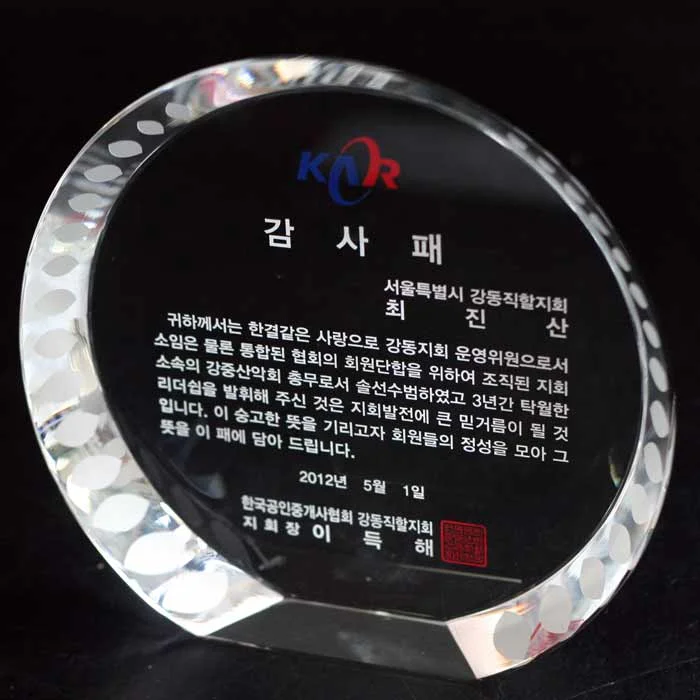 KAR
감 사 패
서울특별시 강동직할지회
최 진 산
귀하께서는 한결같은 사랑으로 강동지회 운영위원으로서
소임은 물론 통합된 협회의 회원단합을 위하여 조직된 지회
소속의 강중산악회 총무로서 솔선수범하였고 3년간 탁월한
리더쉽을 발휘해 주신 것은 지회발전에 큰 믿거름이 될 것
입니다. 이 숭고한 뜻을 기리고자 회원들의 정성을 모아 그
뜻을 이 패에 담아 드립니다.
2012년 5월 1일
한국공인중개사협회 강동직할지회
지회장 이 득 해